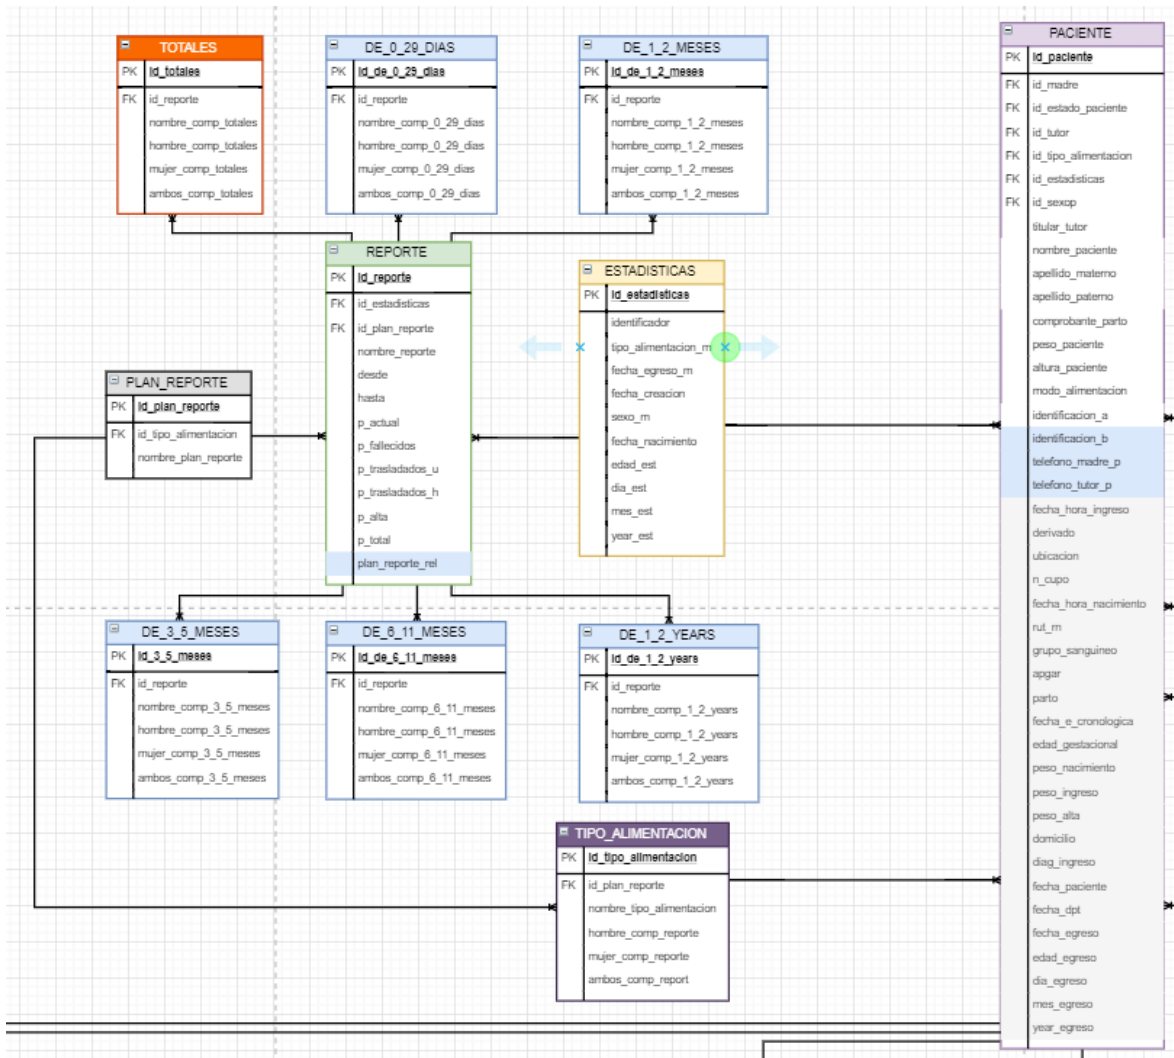 TOTALES
PK id_totales
FK id_reporte
nombre_comp_totales
hombre_comp_totales
mujer_comp_totales
ambos_comp_totales
DE_0_29_DIAS
PK id_de_0_29_dias
FK id_reporte
nombre_comp_0_29_dias
hombre_comp_0_29_dias
mujer_comp_0_29_dias
ambos_comp_0_29_dias
DE_1_2_MESES
PK id_de_1_2_meses
FK id_reporte
nombre_comp_1_2_meses
hombre_comp_1_2_meses
mujer_comp_1_2_meses
ambos_comp_1_2_meses
REPORTE
PK id_reporte
FK id_estadisticas
FK id_plan_reporte
nombre_reporte
desde
hasta
p_actual
p_fallecidos
p_trasladados_u
p_trasladados_h
p_alta
p_total
plan_reporte_rel
ESTADISTICAS
PK id_estadisticas
identificador
tipo_alimentacion_m
fecha_egreso_m
fecha_creacion
sexo_m
fecha_nacimiento
edad_est
dia_est
mes_est
year_est
PLAN_REPORTE
PK id_plan_reporte
FK id_tipo_alimentacion
nombre_plan_reporte
DE_3_5_MESES
PK id_3_5_meses
FK id_reporte
nombre_comp_3_5_meses
hombre_comp_3_5_meses
mujer_comp_3_5_meses
ambos_comp_3_5_meses
DE_6_11_MESES
PK id_de_6_11_meses
FK id_reporte
nombre_comp_6_11_meses
hombre_comp_6_11_meses
mujer_comp_6_11_meses
ambos_comp_6_11_meses
DE_1_2_YEARS
PK id_de_1_2_years
FK id_reporte
nombre_comp_1_2_years
hombre_comp_1_2_years
mujer_comp_1_2_years
ambos_comp_1_2_years
TIPO_ALIMENTACION
PK id_tipo_alimentacion
FK id_plan_reporte
nombre_tipo_alimentacion
hombre_comp_reporte
mujer_comp_reporte
ambos_comp_report
PACIENTE
PK id_paciente
FK id_madre
FK id_estado_paciente
FK id_tutor
FK id_tipo_alimentacion
FK id_estadisticas
FK id_sexop
titular_tutor
nombre_paciente
apellido_materno
apellido_paterno
comprobante_parto
peso_paciente
altura_paciente
modo_alimentacion
identificacion_a
identificacion_b
telefono_madre_p
telefono_tutor_p
fecha_hora_ingreso
derivado
ubicacion
n_cupo
fecha_hora_nacimiento
rut_m
grupo_sanguineo
apgar
parto
fecha_e_cronologica
edad_gestacional
peso_nacimiento
peso_ingreso
peso_alta
domicilio
diag_ingreso
fecha_paciente
fecha_dpt
fecha_egreso
edad_egreso
dia_egreso
mes_egreso
year_egreso